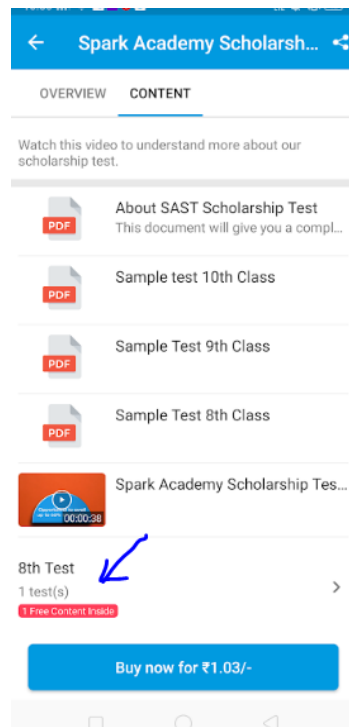 Spark Academy Scholarsh...
OVERVIEW CONTENT
Watch this video to understand more about our
scholarship test.
PDF
About SAST Scholarship Test
This document will give you a compl...
PDF
Sample test 10th Class
PDF
Sample Test 9th Class
PDF
Sample Test 8th Class
00:00:38
Spark Academy Scholarship Tes...
8th Test
1 test(s)
1 Free Content Inside
Buy now for ₹1.03/-